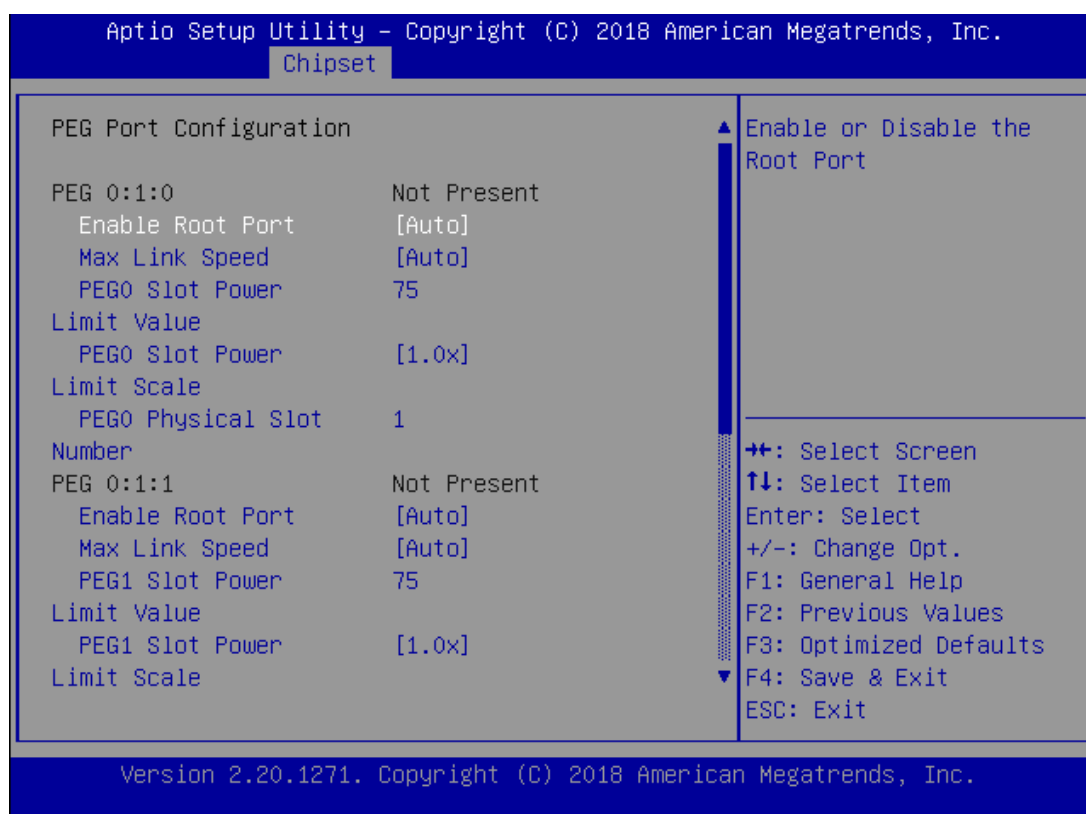 Aptio Setup Utility – Copyright (C) 2018 American Megatrends, Inc.
Chipset
PEG Port Configuration
PEG 0:1:0 Not Present
Enable Root Port [Auto]
Max Link Speed [Auto]
PEG0 Slot Power 75
Limit Value
PEG0 Slot Power [1.0x]
Limit Scale
PEG0 Physical Slot 1
Number
PEG 0:1:1 Not Present
Enable Root Port [Auto]
Max Link Speed [Auto]
PEG1 Slot Power 75
Limit Value
PEG1 Slot Power [1.0x]
Limit Scale
Enable or Disable the
Root Port
→←: Select Screen
↑↓: Select Item
Enter: Select
+/-: Change Opt.
F1: General Help
F2: Previous Values
F3: Optimized Defaults
F4: Save & Exit
ESC: Exit
Version 2.20.1271. Copyright (C) 2018 American Megatrends, Inc.